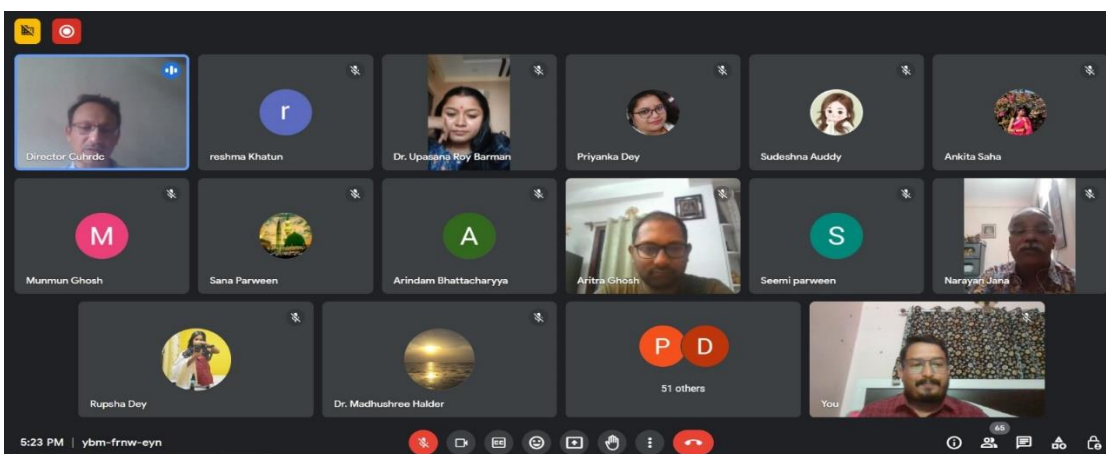 r
Director Cuhrdc
reshma Khatun
Dr. Upasana Roy Barman
Priyanka Dey
Sudeshna Auddy
Ankita Saha
M
A
S
Munmun Ghosh
Sana Parween
Arindam Bhattacharyya
Aritra Ghosh
Seemi parween
Narayan Jana
P D
51 others
Rupsha Dey
Dr. Madhushree Halder
You
65
5:23 PM | ybm-frnw-eyn